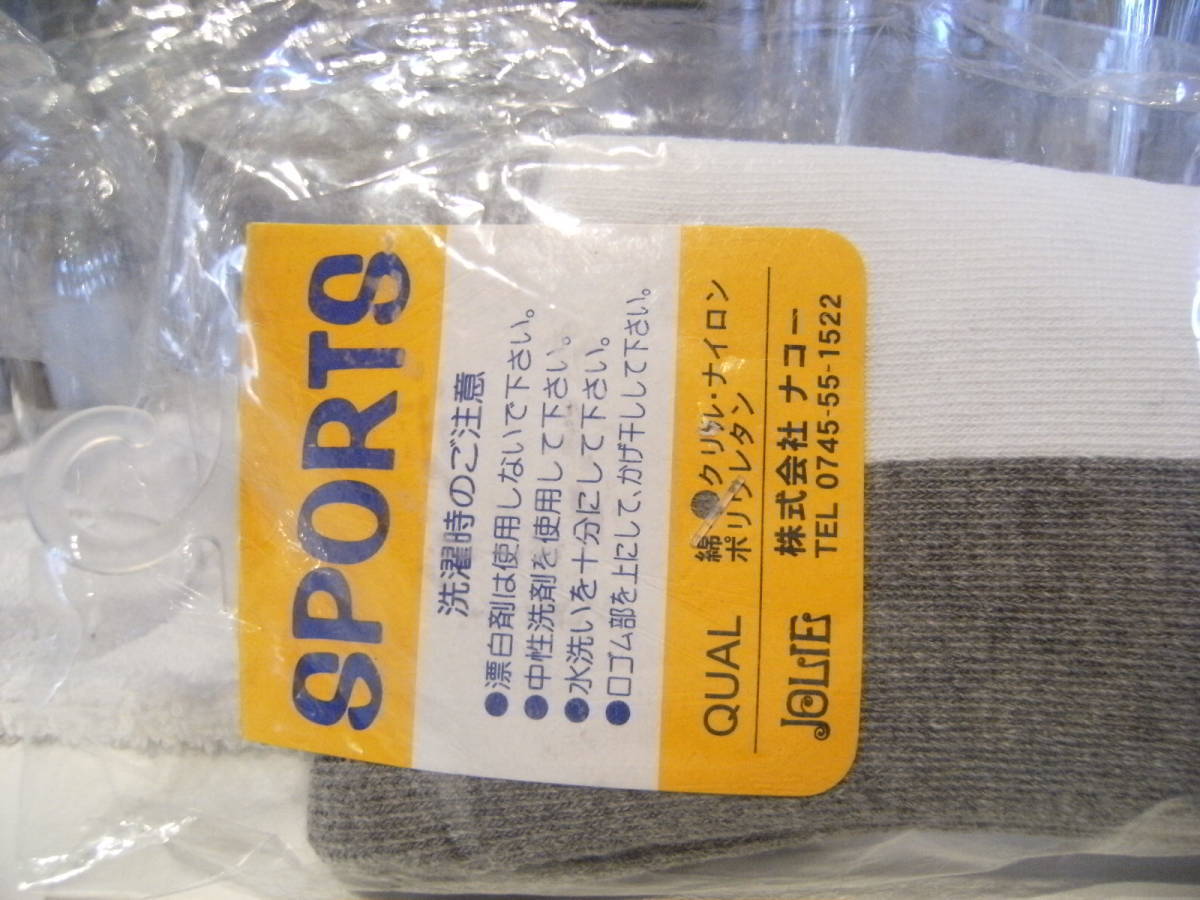 SPORTS
洗濯時のご注意
●漂白剤は使用しないで下さい。
●中性洗剤を使用して下さい。
●水洗いを十分にして下さい。
●口ゴム部を上にして、かげ干しして下さい。
QUAL
綿 クリル・ナイロン
ポリウレタン
JOLIE
株式会社 ナコー
TEL 0745-55-1522